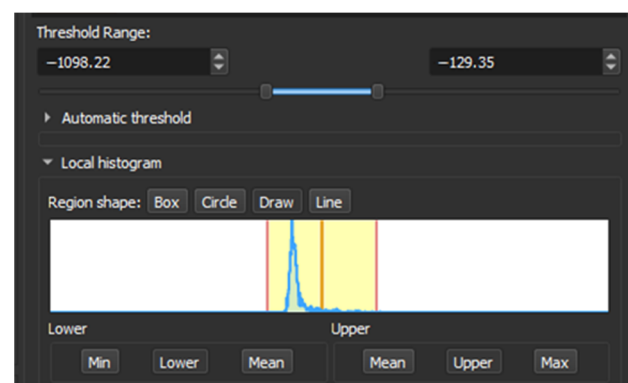 Threshold Range:
−1098.22 −129.35
Automatic threshold
Local histogram
Region shape: Box Circle Draw Line
Lower Upper
Min Lower Mean Mean Upper Max